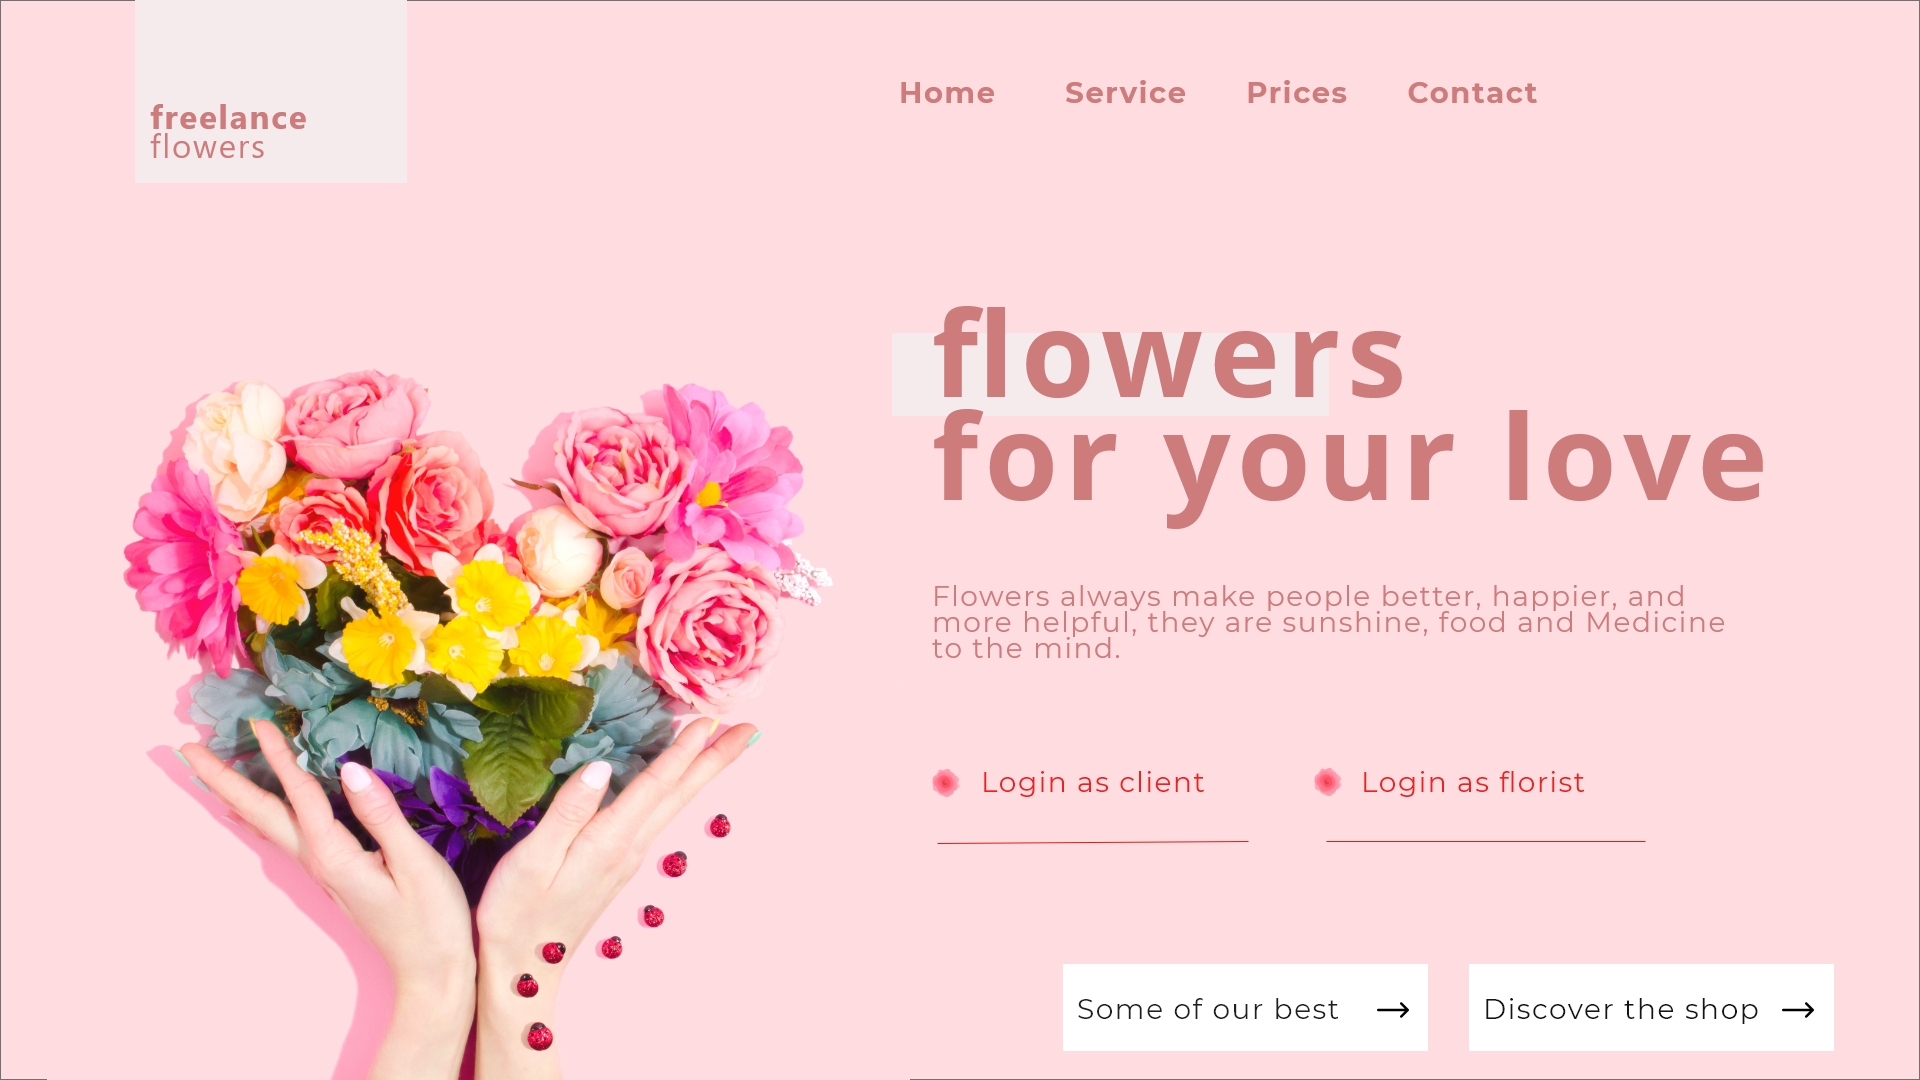 freelance
flowers
Home Service Prices Contact
flowers
for your love
Flowers always make people better, happier, and
more helpful, they are sunshine, food and Medicine
to the mind.
Login as client Login as florist
Some of our best → Discover the shop →